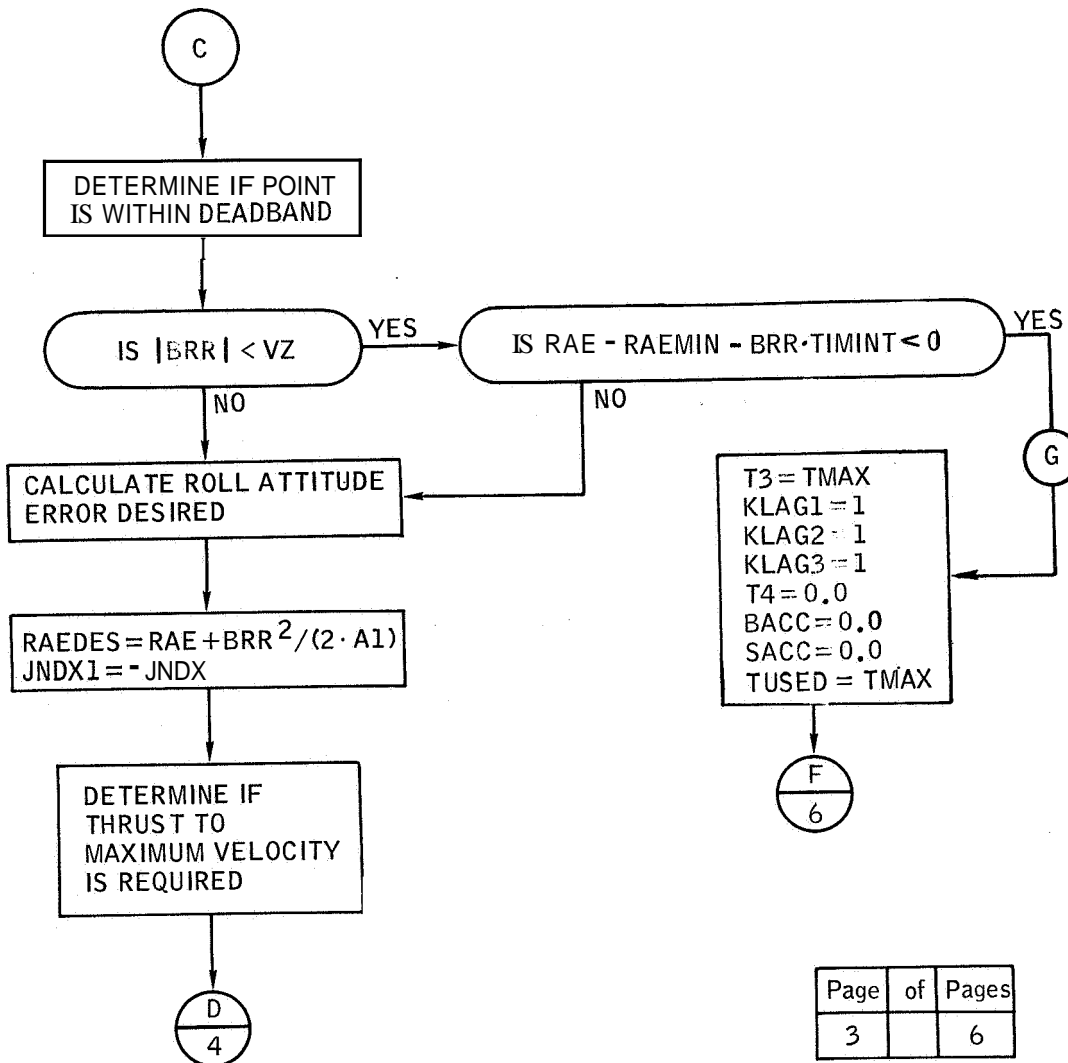 C
DETERMINE IF POINT
IS WITHIN DEADBAND
IS |BRR| < VZ
YES
IS RAE - RAEMIN - BRR·TIMINT < 0
YES
NO
NO
G
CALCULATE ROLL ATTITUDE
ERROR DESIRED
T3 = TMAX
KLAG1 = 1
KLAG2 = 1
KLAG3 = 1
T4 = 0.0
BACC = 0.0
SACC = 0.0
TUSED = TMAX
RAEDES = RAE + BRR²/(2·A1)
JNDX1 = - JNDX
F
6
DETERMINE IF
THRUST TO
MAXIMUM VELOCITY
IS REQUIRED
D
4
Page of Pages
3 6